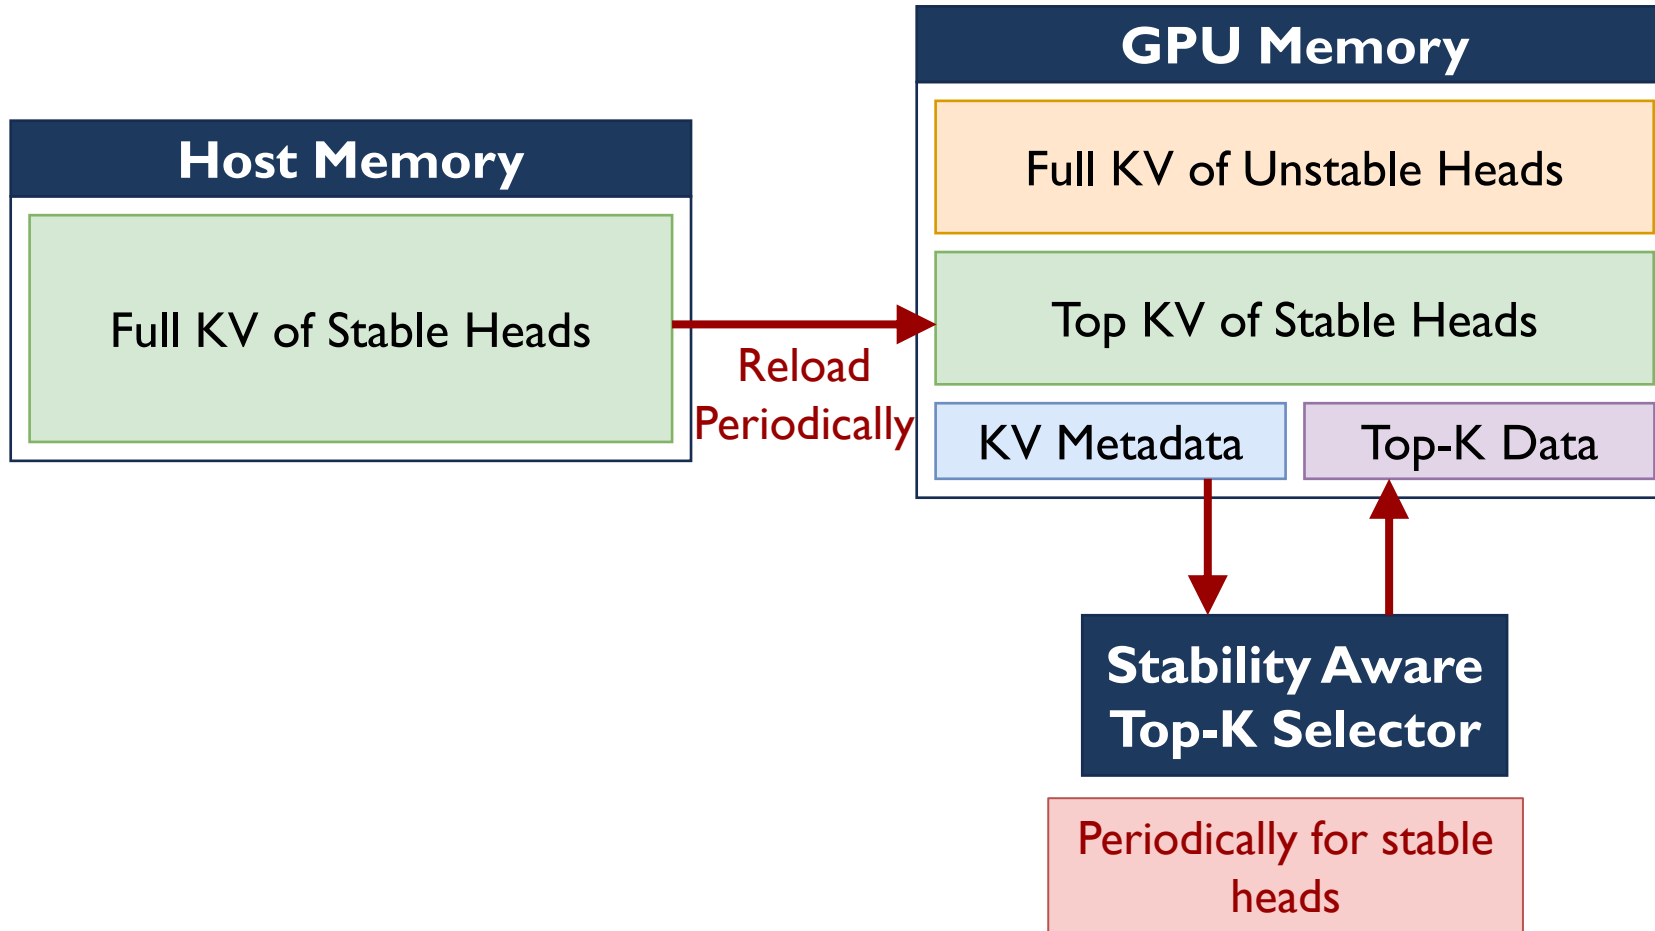 Host Memory
Full KV of Stable Heads
Reload
Periodically
GPU Memory
Full KV of Unstable Heads
Top KV of Stable Heads
KV Metadata
Top-K Data
Stability Aware
Top-K Selector
Periodically for stable
heads